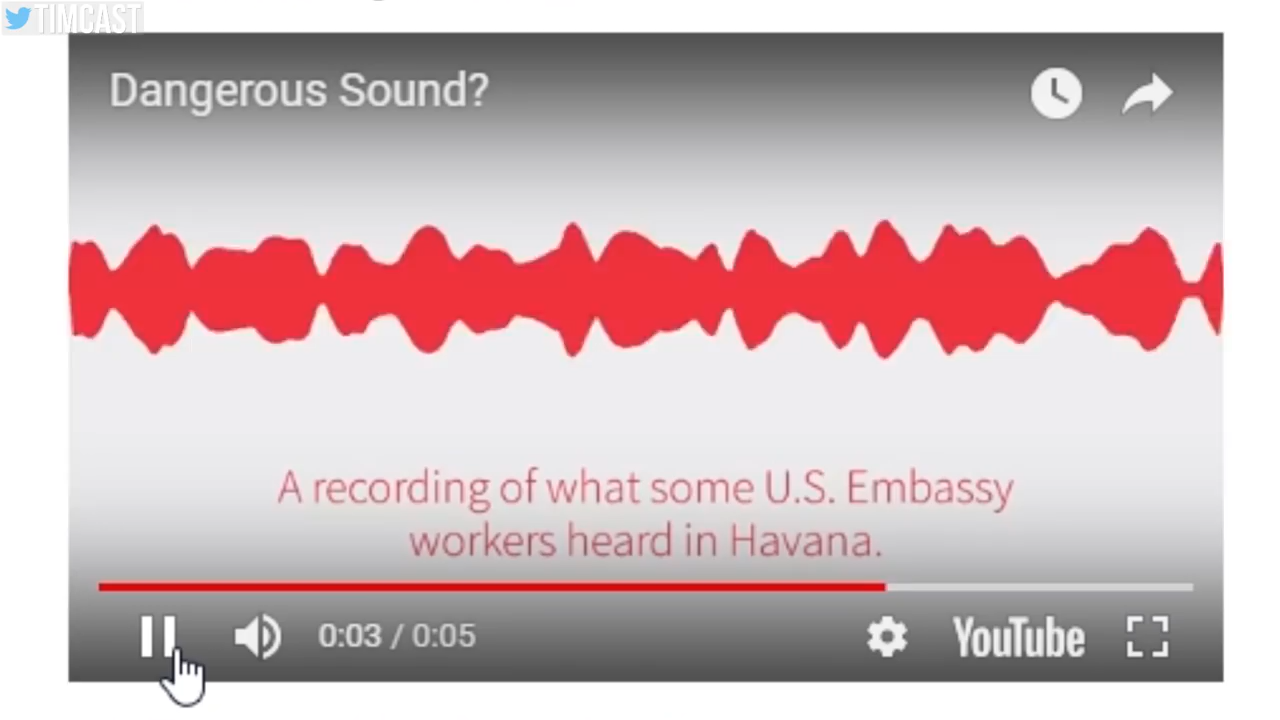 TIMCAST
Dangerous Sound?
A recording of what some U.S. Embassy
workers heard in Havana.
0:03 / 0:05
YouTube